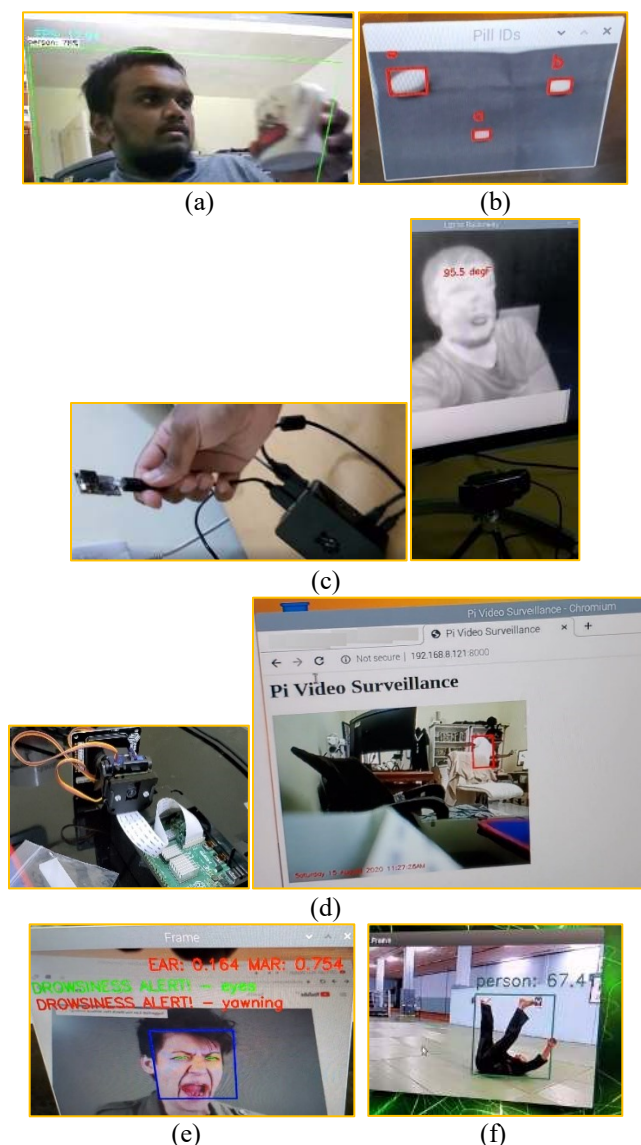 person: 78%
(a)
Pill IDs
(b)
95.5 degF
(c)
Pi Video Surveillance - Chromium
Pi Video Surveillance × +
Not secure | 192.168.8.121:8000
Pi Video Surveillance
(d)
Frame
EAR: 0.164 MAR: 0.754
DROWSINESS ALERT! - eyes
DROWSINESS ALERT! - yawning
(e)
Frame
person: 67.41
(f)